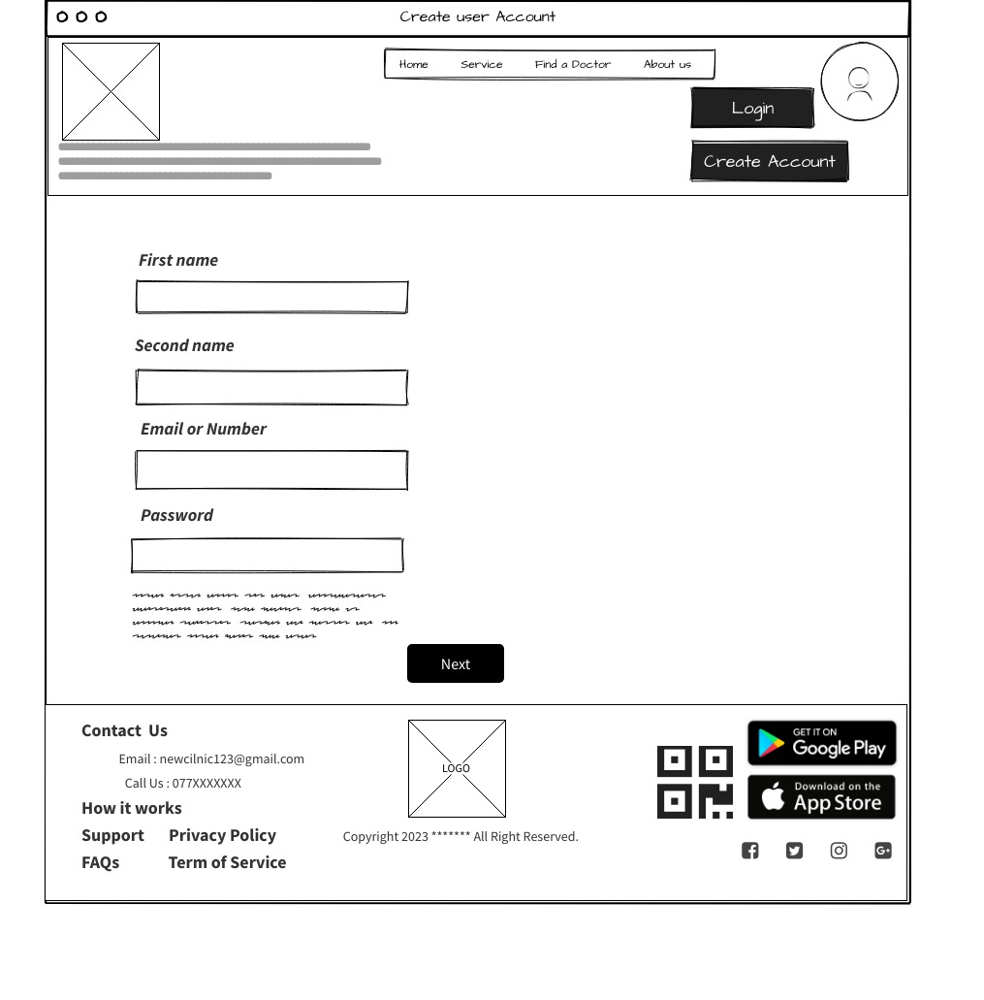 Create user Account
Home Service Find a Doctor About us
Login
Create Account
First name
Second name
Email or Number
Password
Next
Contact Us
Email : newcilnic123@gmail.com
Call Us : 077XXXXXXX
How it works
Support Privacy Policy
FAQs Term of Service
LOGO
Copyright 2023 ******* All Right Reserved.
GET IT ON
Google Play
Download on the
App Store